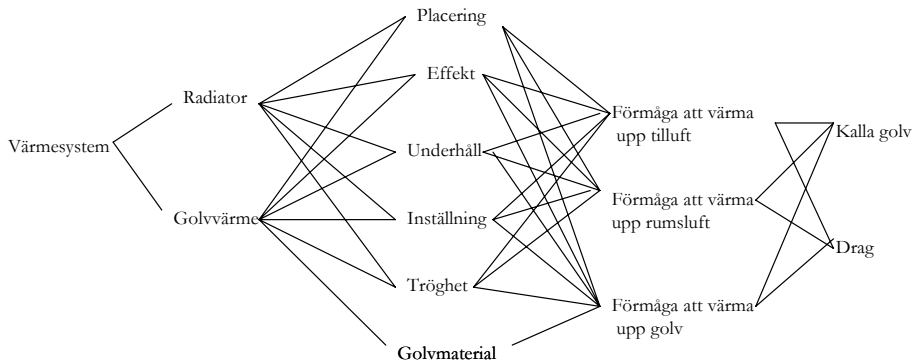 Värmesystem
Radiator
Golvvärme
Placering
Effekt
Underhåll
Inställning
Tröghet
Golvmaterial
Förmåga att värma
upp tilluft
Förmåga att värma
upp rumsluft
Förmåga att värma
upp golv
Kalla golv
Drag